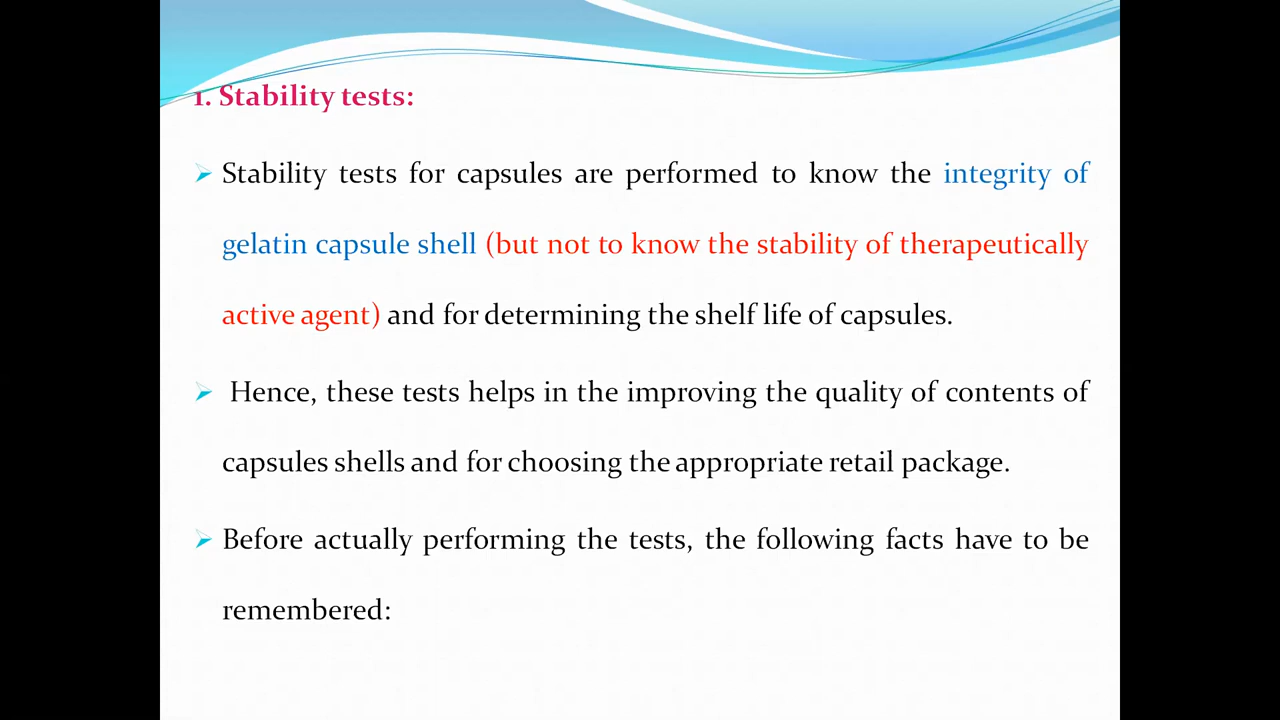 1. Stability tests:
Stability tests for capsules are performed to know the integrity of
gelatin capsule shell (but not to know the stability of therapeutically
active agent) and for determining the shelf life of capsules.
Hence, these tests helps in the improving the quality of contents of
capsules shells and for choosing the appropriate retail package.
Before actually performing the tests, the following facts have to be
remembered: